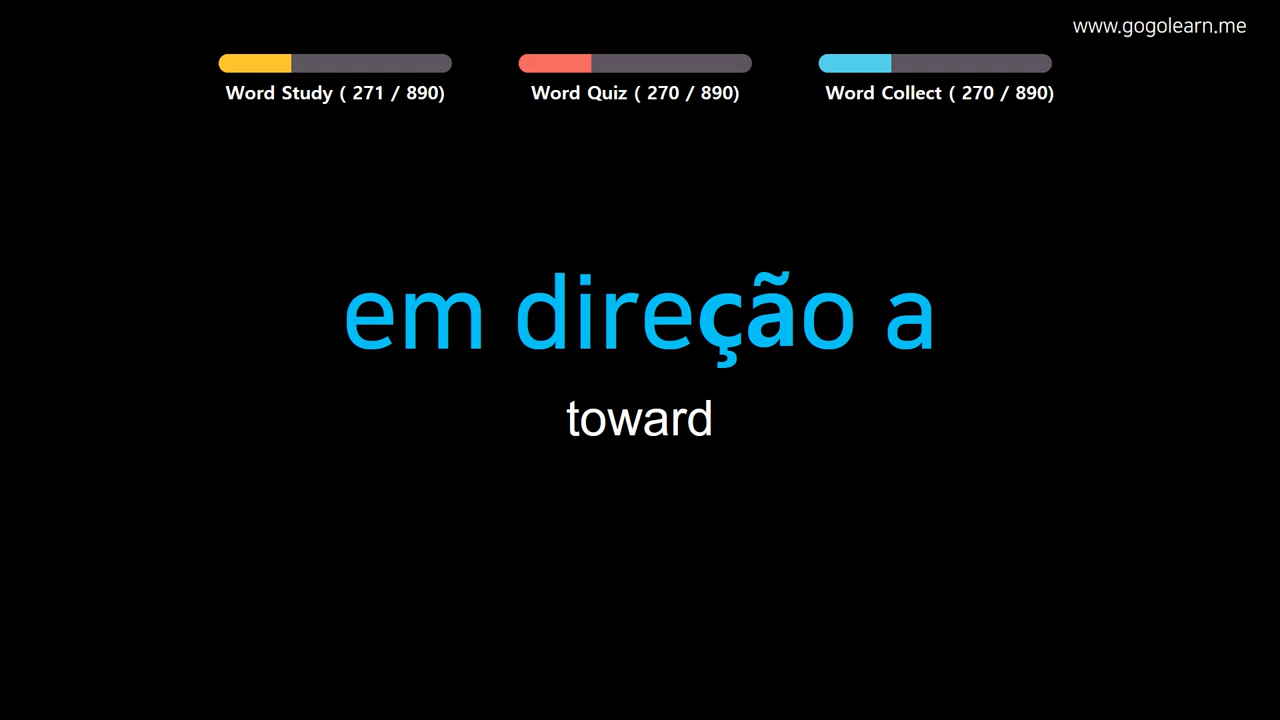 www.gogolearn.me
Word Study ( 271 / 890)
Word Quiz ( 270 / 890)
Word Collect ( 270 / 890)
em direção a
toward